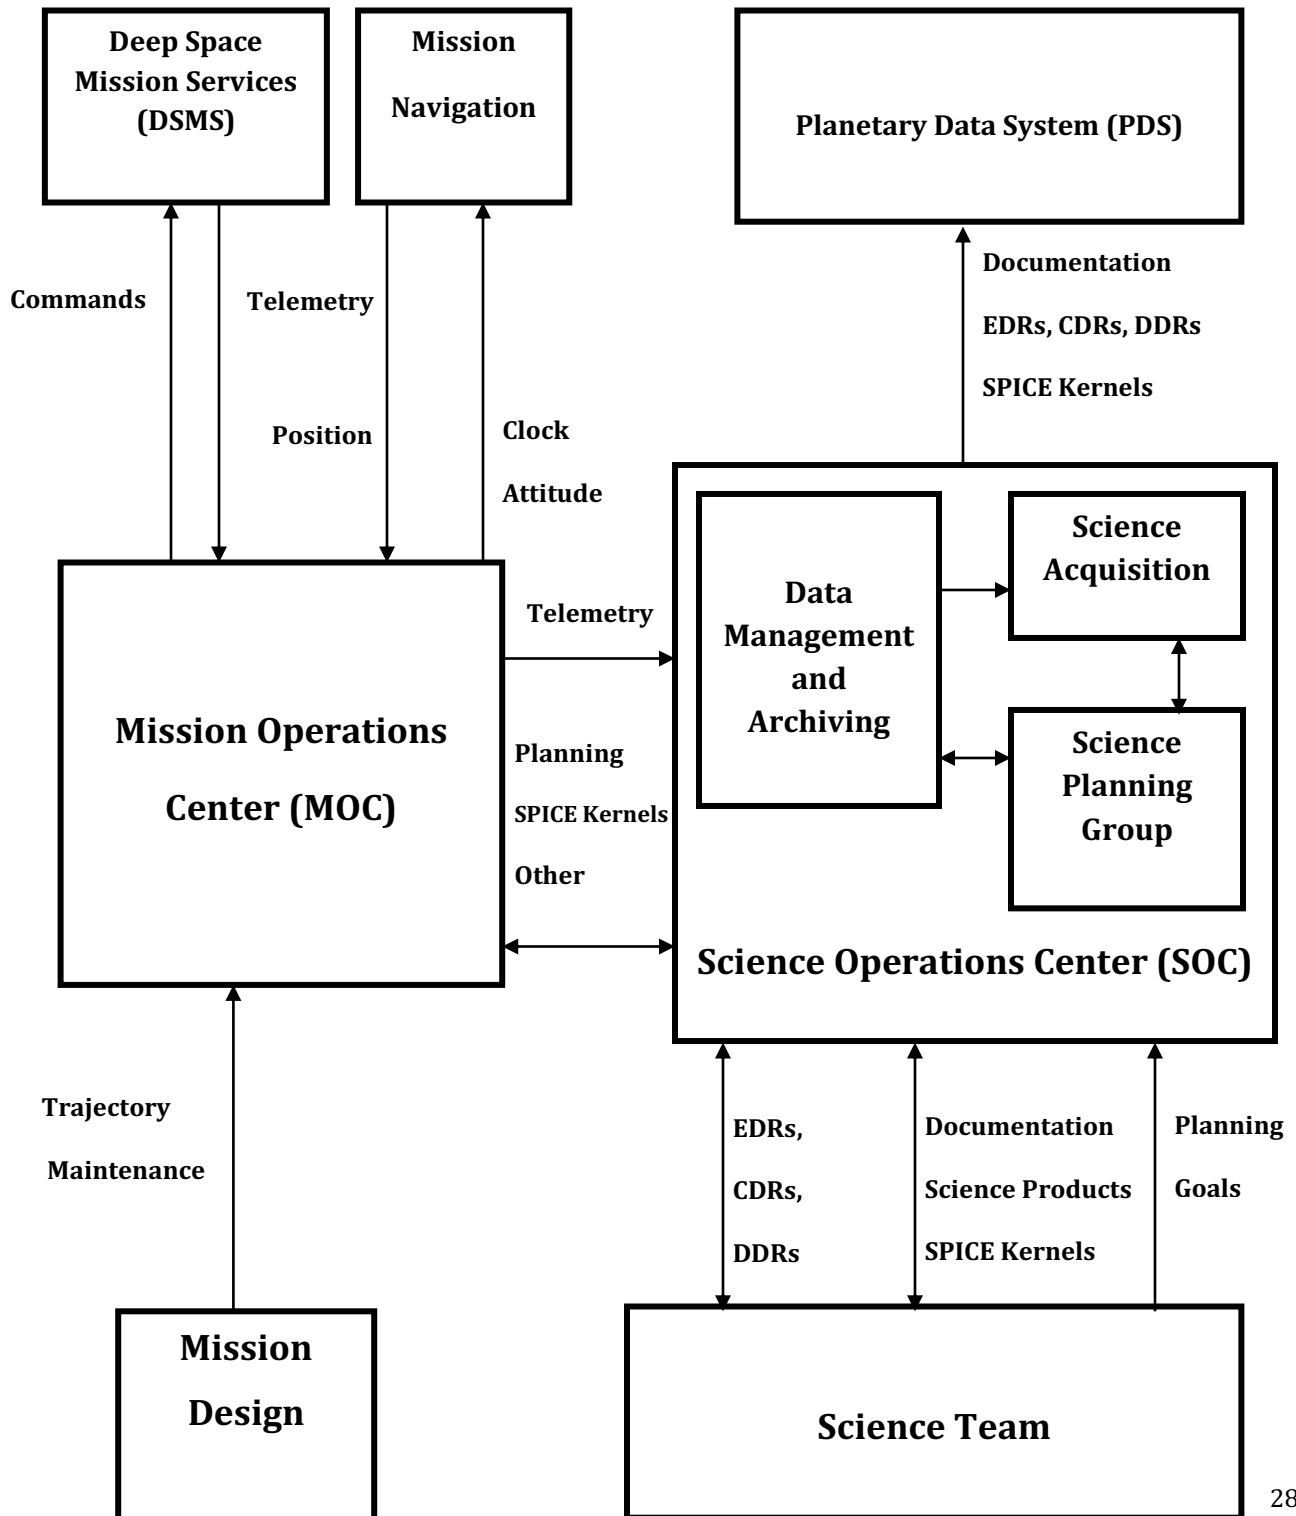 Deep Space
Mission Services
(DSMS)
Mission
Navigation
Planetary Data System (PDS)
Commands
Telemetry
Position
Clock
Attitude
Documentation
EDRs, CDRs, DDRs
SPICE Kernels
Mission Operations
Center (MOC)
Telemetry
Planning
SPICE Kernels
Other
Data
Management
and
Archiving
Science
Acquisition
Science
Planning
Group
Science Operations Center (SOC)
Trajectory
Maintenance
EDRs,
CDRs,
DDRs
Documentation
Science Products
SPICE Kernels
Planning
Goals
Mission
Design
Science Team
28